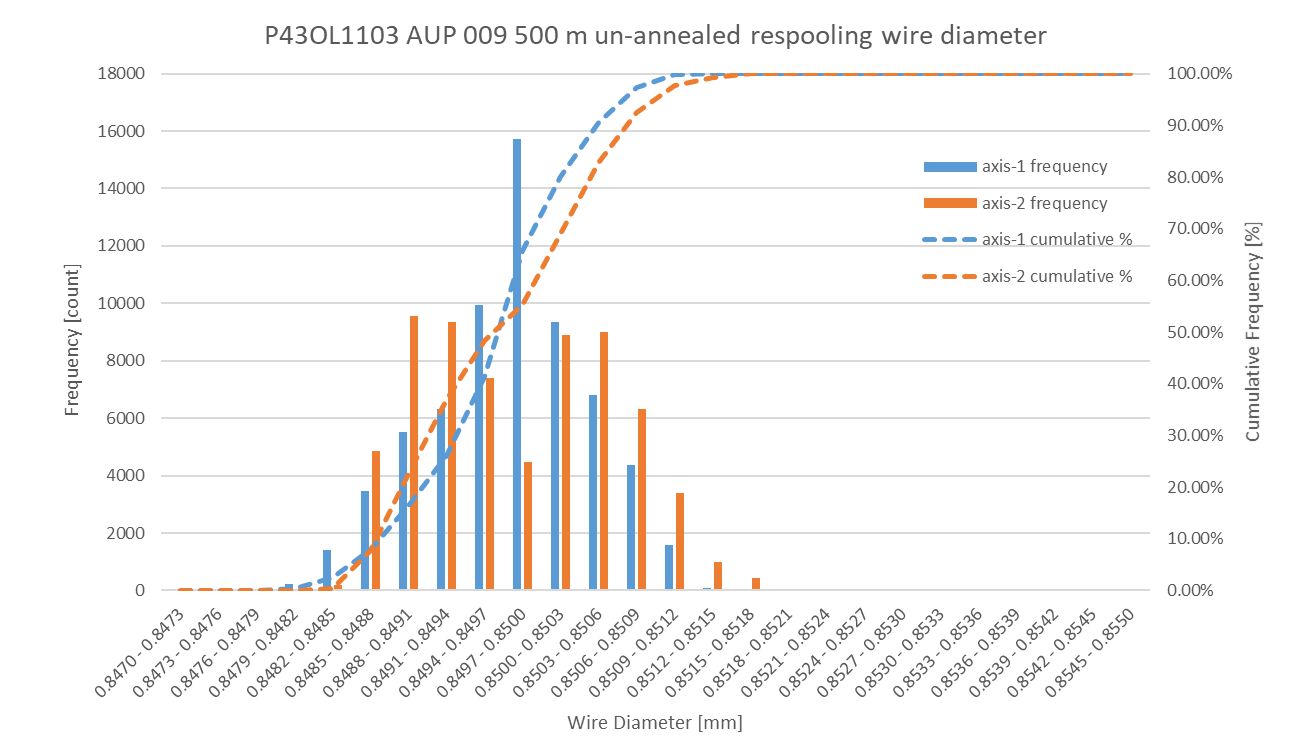 P43OL1103 AUP 009 500 m un-annealed respooling wire diameter
18000
16000
14000
12000
10000
8000
6000
4000
2000
0
Frequency [count]
100.00%
90.00%
80.00%
70.00%
60.00%
50.00%
40.00%
30.00%
20.00%
10.00%
0.00%
Cumulative Frequency [%]
axis-1 frequency
axis-2 frequency
axis-1 cumulative %
axis-2 cumulative %
0.8470 - 0.8473
0.8473 - 0.8476
0.8476 - 0.8479
0.8479 - 0.8482
0.8482 - 0.8485
0.8485 - 0.8488
0.8488 - 0.8491
0.8491 - 0.8494
0.8494 - 0.8497
0.8497 - 0.8500
0.8500 - 0.8503
0.8503 - 0.8506
0.8506 - 0.8509
0.8509 - 0.8512
0.8512 - 0.8515
0.8515 - 0.8518
0.8518 - 0.8521
0.8521 - 0.8524
0.8524 - 0.8527
0.8527 - 0.8530
0.8530 - 0.8533
0.8533 - 0.8536
0.8536 - 0.8539
0.8539 - 0.8542
0.8542 - 0.8545
0.8545 - 0.8550
Wire Diameter [mm]